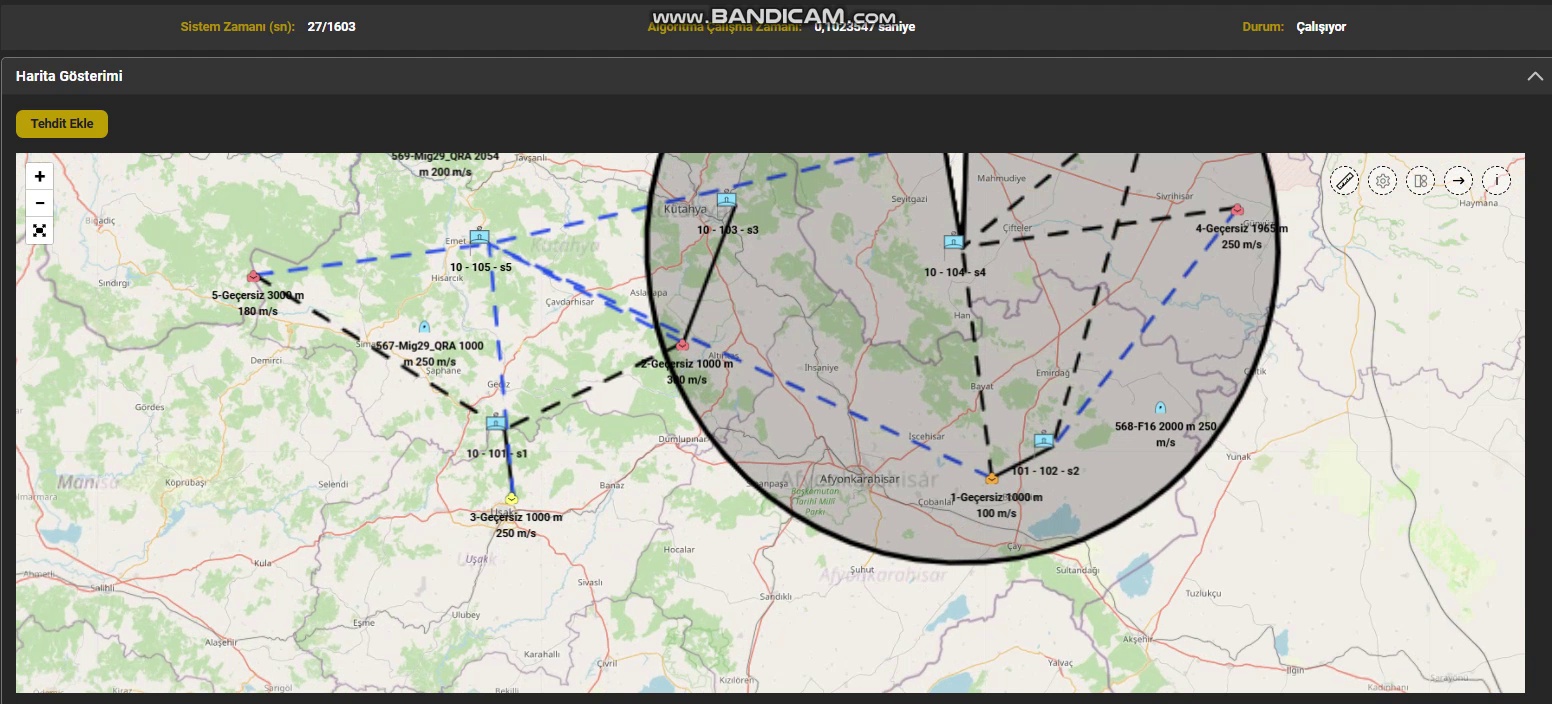 www.BANDICAM.com
Sistem Zamanı (sn): 27/1603
Algoritma Çalışma Zamanı: 0,1023547 saniye
Durum: Çalışıyor
Harita Gösterimi
Tehdit Ekle
+
−
569-Mig29_QRA 2054
m 200 m/s
Tavşanlı
Mahmudiye
Sivrihisar
Haymana
Seyitgazi
Kütahya
Bigadiç
10 - 103 - s3
Çifteler
4-Geçersiz 1965 m
250 m/s
Emet
Kütahya
10 - 105 - s5
10 - 104 - s4
Hisarcık
Sındırgı
5-Geçersiz 3000 m
180 m/s
Çavdarhisar
Han
567-Mig29_QRA 1000
m 250 m/s
Demirci
Şaphane
2-Geçersiz 1000 m
300 m/s
İhsaniye
Emirdağ
Bayat
Gediz
Gördes
568-F16 2000 m 250
m/s
Dumlupınar
İscehisar
10 - 101 - s1
101 - 102 - s2
Yunak
Manisa
Köprübaşı
Selendi
Banaz
Afyonkarahisar
Afyonkarahisar
Başkomutan
Tarihî Millî
Parkı
Çobanlar
1-Geçersiz 1000 m
100 m/s
3-Geçersiz 1000 m
250 m/s
Uşak
Hocalar
Çay
Kula
Uşak
Şuhut
Afyonkarahisar
Sultandağı
Ahmetli
Salihli
Sivaslı
Sandıklı
Tuzlukçu
Ulubey
Eşme
Akşehir
Alaşehir
Karahallı
Çivril
Yalvaç
Ilgın
Kızılören
Sarıgöl
Bekilli
Kiraz
Kadınhanı
Sarayönü